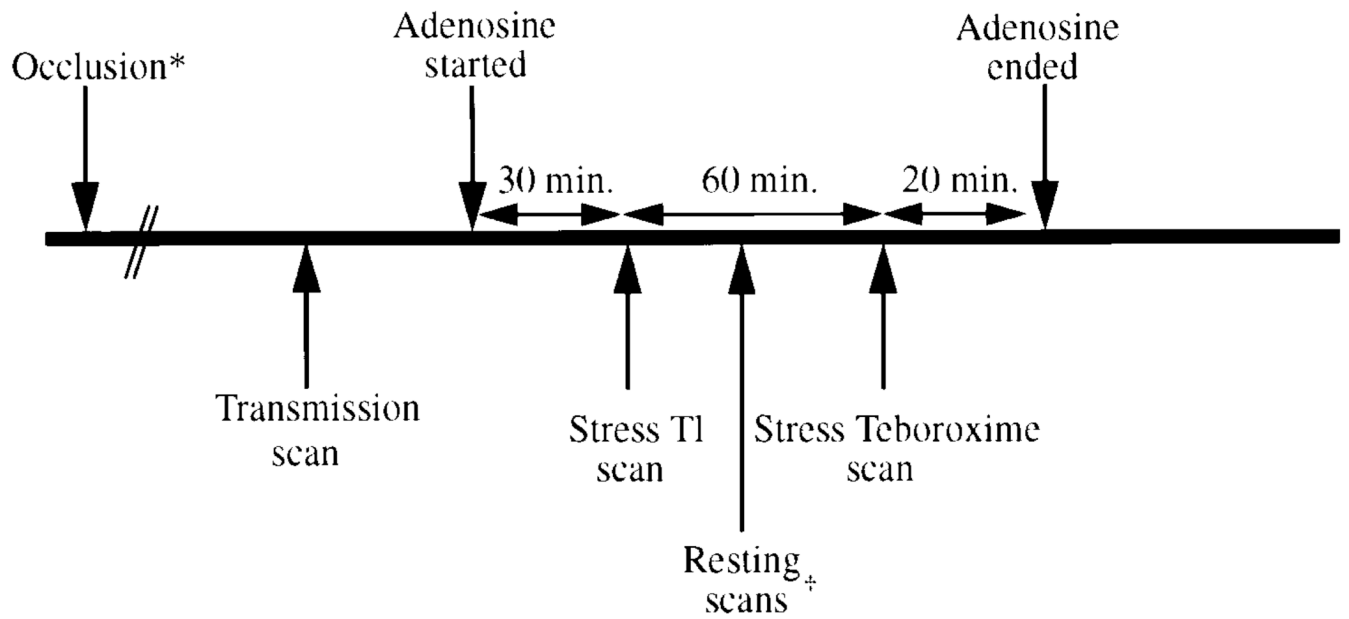 Occlusion*
Adenosine
started
Adenosine
ended
30 min.
60 min.
20 min.
Transmission
scan
Stress Tl
scan
Stress Teboroxime
scan
Resting
scans ‡